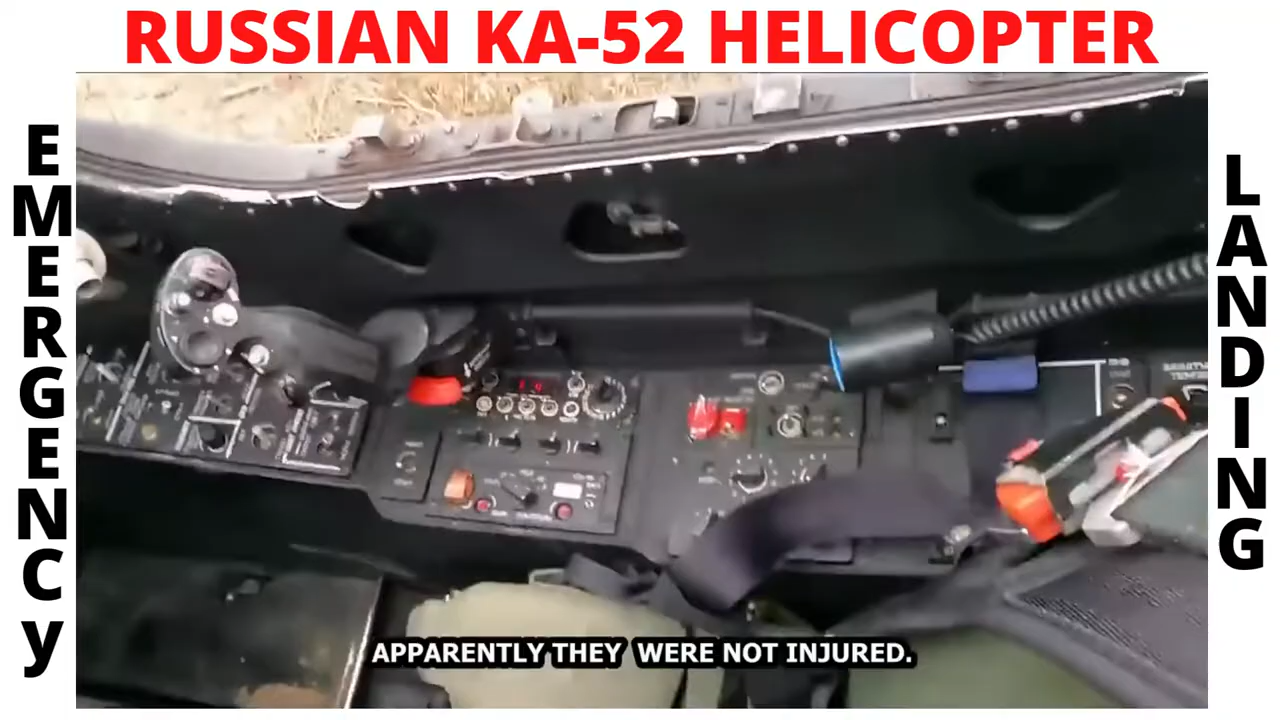 RUSSIAN KA-52 HELICOPTER
EMERGENCy
LANDING
APPARENTLY THEY WERE NOT INJURED.